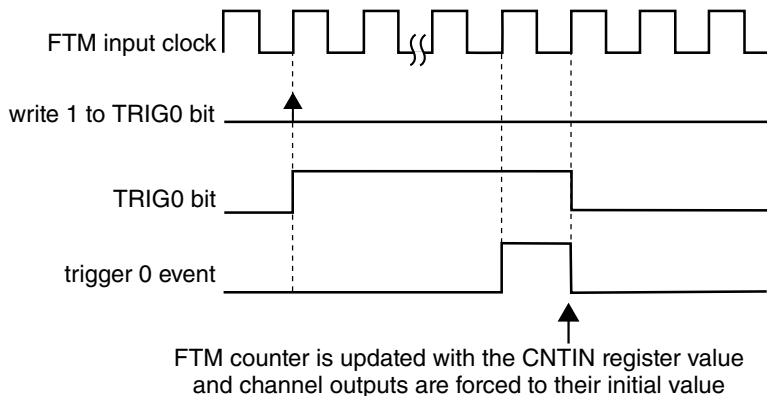 FTM input clock
write 1 to TRIG0 bit
TRIG0 bit
trigger 0 event
FTM counter is updated with the CNTIN register value
and channel outputs are forced to their initial value